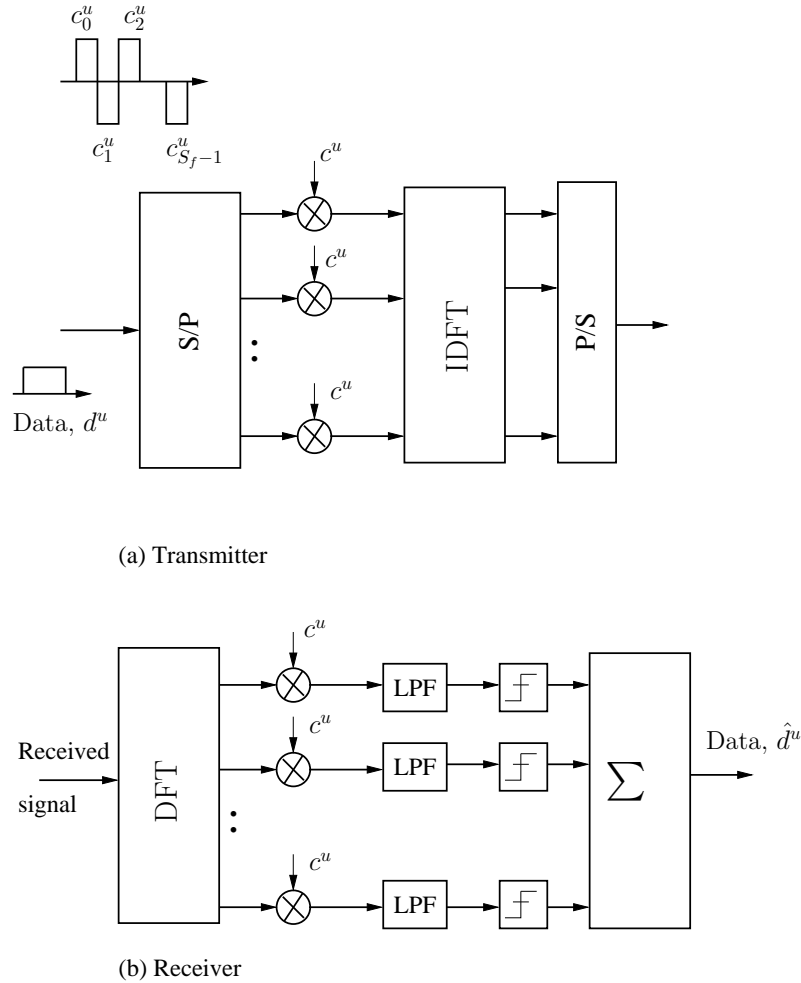 c_0^u c_2^u
c_1^u c_{S_f-1}^u
c^u
c^u
c^u
S/P
IDFT
P/S
Data, d^u
(a) Transmitter
c^u
c^u
c^u
LPF
LPF
LPF
Received
signal
DFT
∑
Data, \hat{d}^u
(b) Receiver